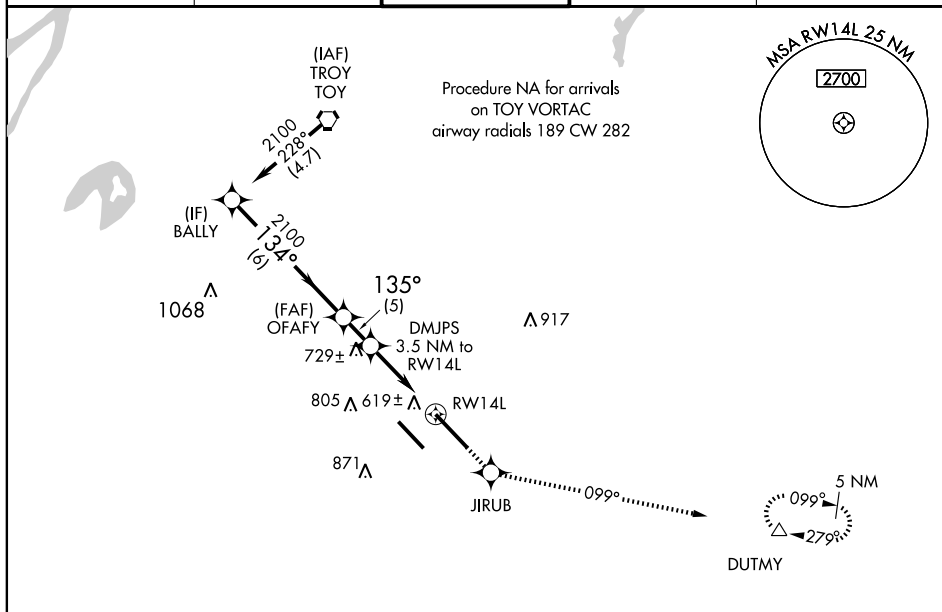 (IAF)
TROY
TOY
Procedure NA for arrivals
on TOY VORTAC
airway radials 189 CW 282
MSA RW14L 25 NM
2700
2100
228°
(4.7)
(IF)
BALLY
2100
134°
(6)
1068
135°
(5)
(FAF)
OFAFY
DMJPS
3.5 NM to
RW14L
917
729±
805
619±
RW14L
871
JIRUB
099°
5 NM
099°
279°
DUTMY